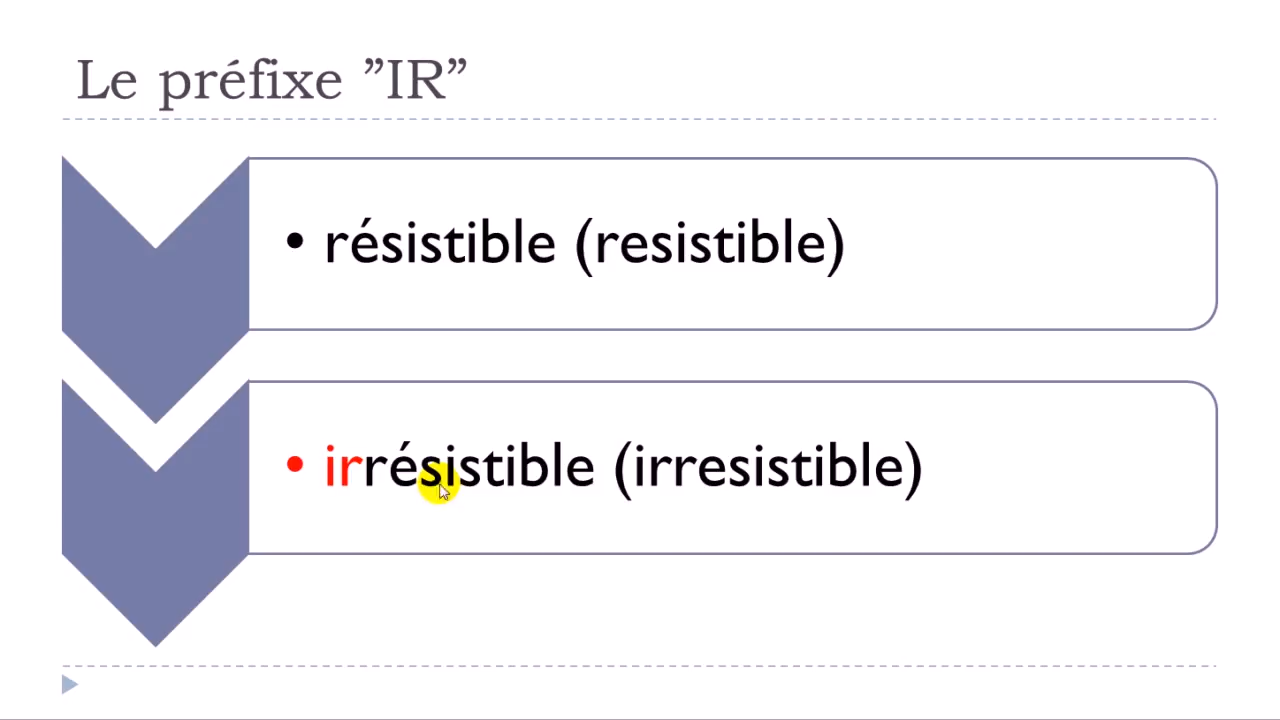 Le préfixe ”IR”
• résistible (resistible)
• irrésistible (irresistible)